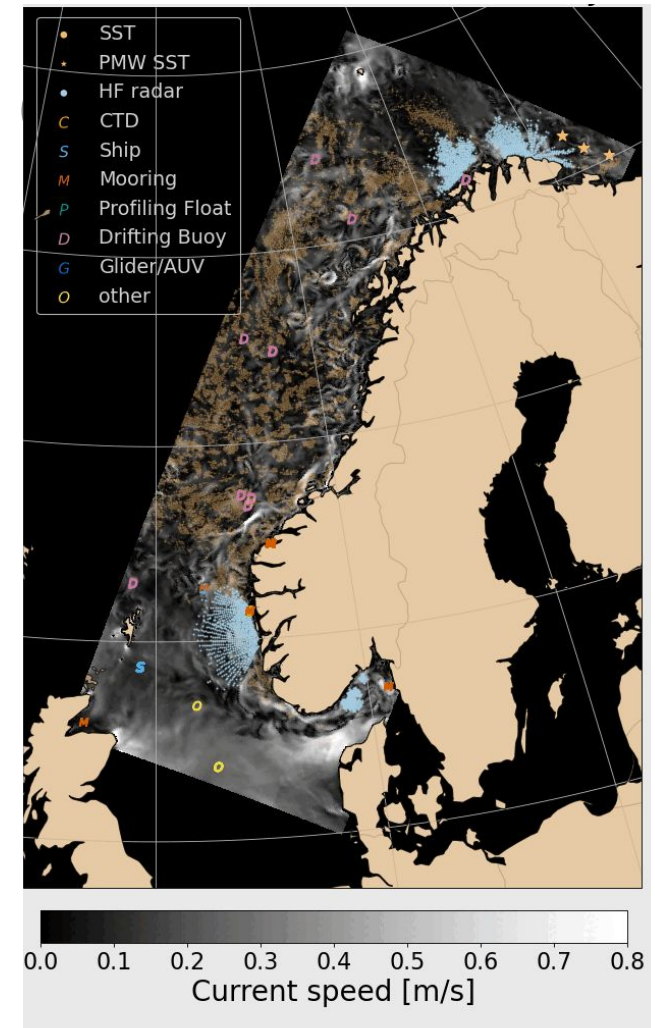 SST
PMW SST
HF radar
C CTD
S Ship
M Mooring
P Profiling Float
D Drifting Buoy
G Glider/AUV
O other
D
D
D
D
D
D D
D
D
M
S
O
M
M
O
0.0 0.1 0.2 0.3 0.4 0.5 0.6 0.7 0.8
Current speed [m/s]